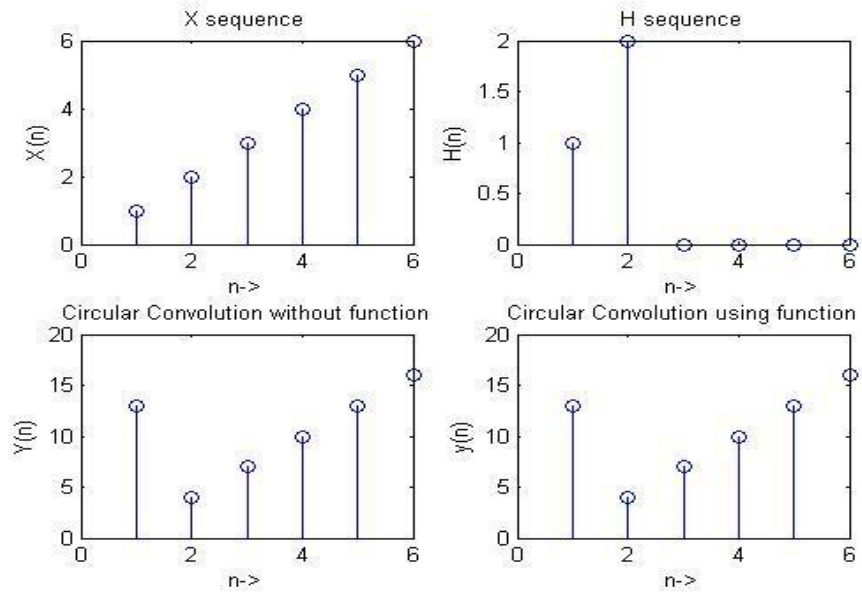 X sequence
6
4
2
0
X(n)
0 2 4 6
n->
H sequence
2
1.5
1
0.5
0
H(n)
0 2 4 6
n->
Circular Convolution without function
20
15
10
5
0
Y(n)
0 2 4 6
n->
Circular Convolution using function
20
15
10
5
0
y(n)
0 2 4 6
n->